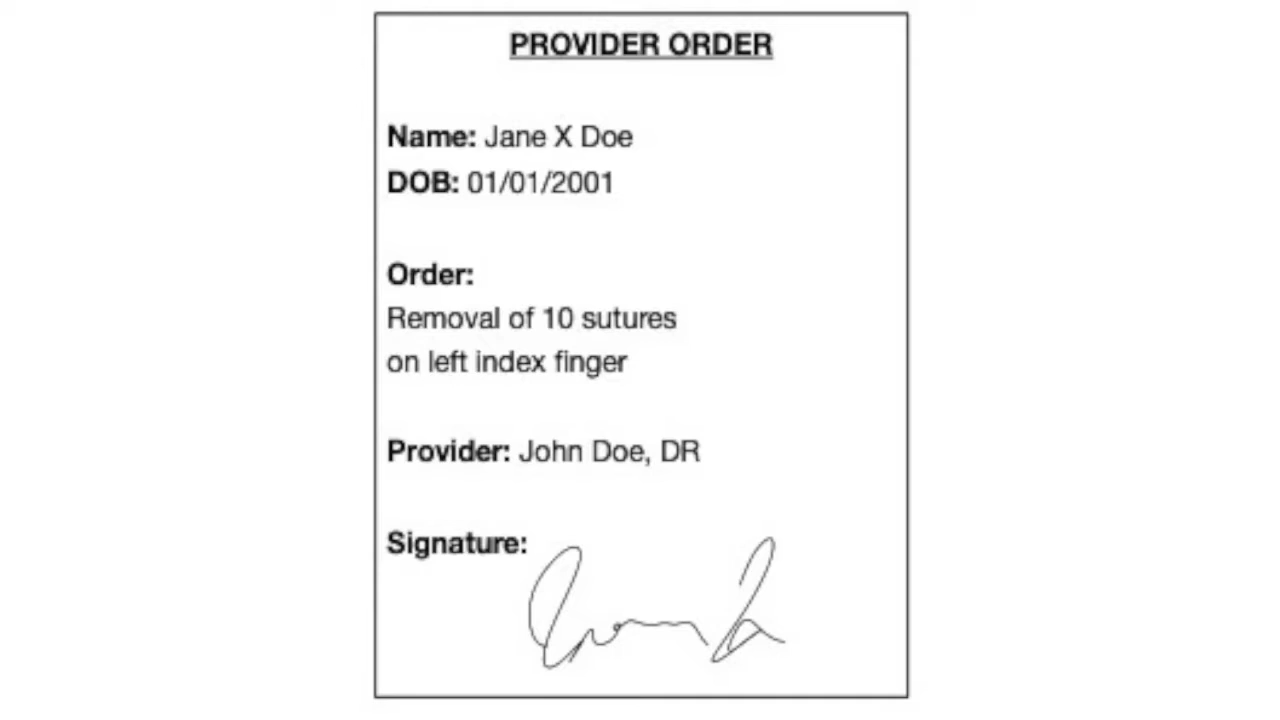 PROVIDER ORDER
Name: Jane X Doe
DOB: 01/01/2001
Order:
Removal of 10 sutures
on left index finger
Provider: John Doe, DR
Signature: